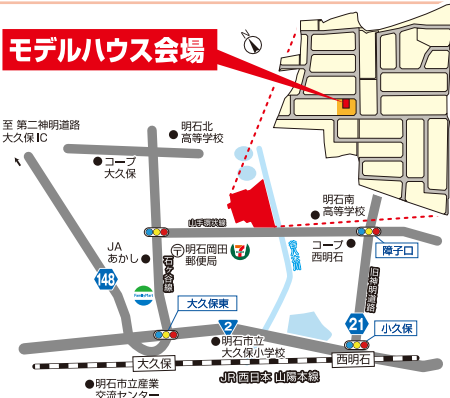 モデルハウス会場
至 第二神明道路
大久保IC
明石北
高等学校
コープ
大久保
明石南
高等学校
山手環状線
JA
あかし
〒明石岡田
郵便局
7
コープ
西明石
障子口
石ヶ谷線
旧神明道路
148
FamilyMart
大久保東
2
21
小久保
明石市立
大久保小学校
大久保
西明石
JR西日本 山陽本線
明石市立産業
交流センター